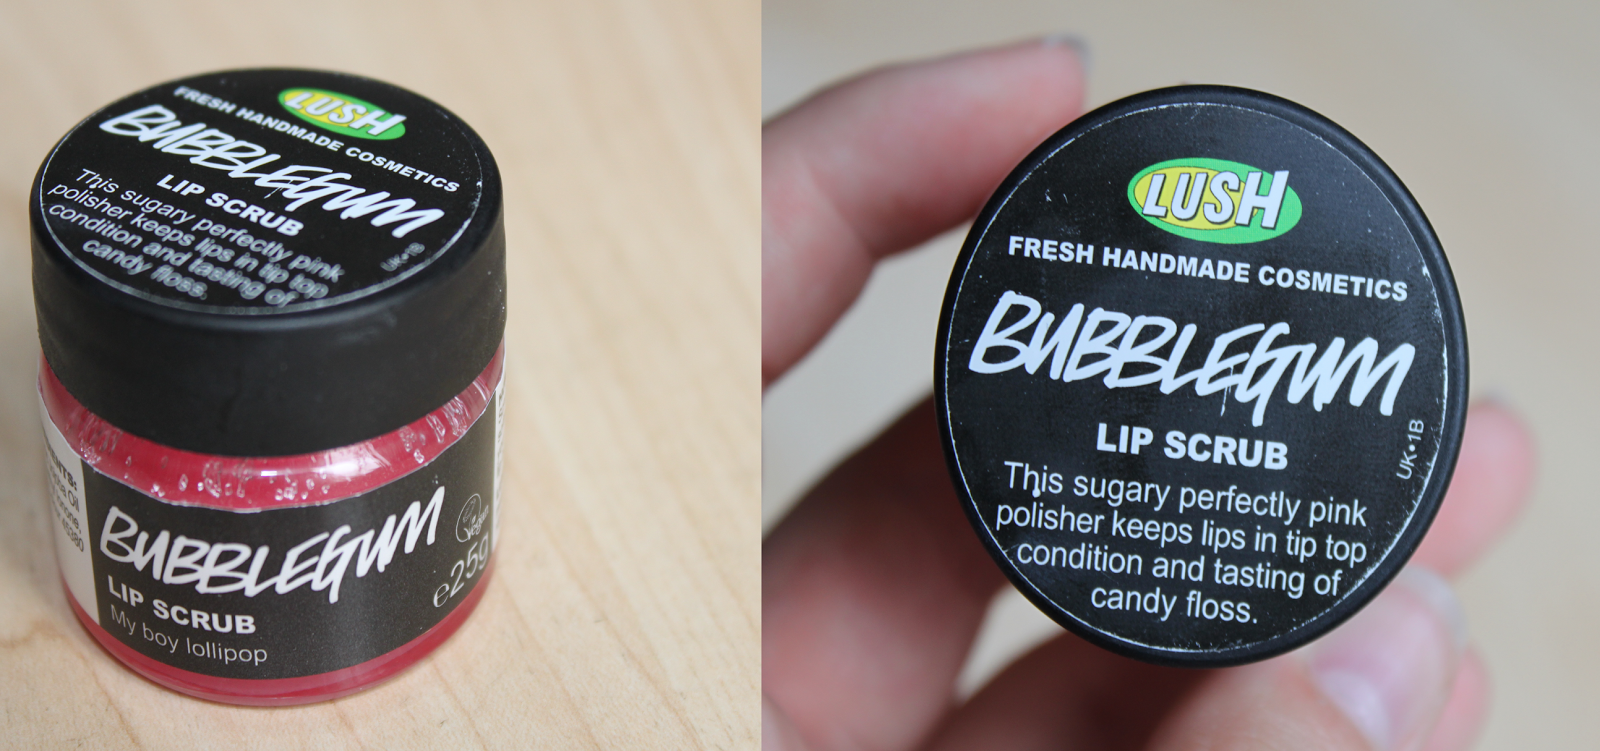 LUSH
FRESH HANDMADE COSMETICS
BUBBLEGUM
LIP SCRUB
This sugary perfectly pink
polisher keeps lips in tip top
condition and tasting of
candy floss.
UK•1B
BUBBLEGUM
LIP SCRUB
My boy lollipop
vegan
e25g
Oil
LUSH
FRESH HANDMADE COSMETICS
BUBBLEGUM
LIP SCRUB
This sugary perfectly pink
polisher keeps lips in tip top
condition and tasting of
candy floss.
UK•1B